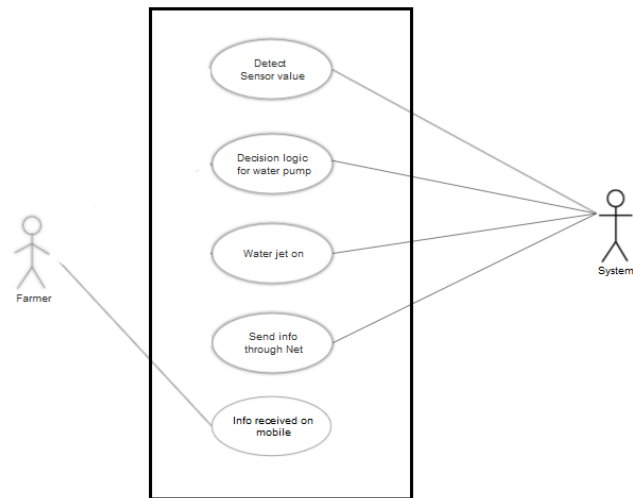 Detect
Sensor value
Decision logic
for water pump
Water jet on
Send info
through Net
Info received on
mobile
Farmer
System